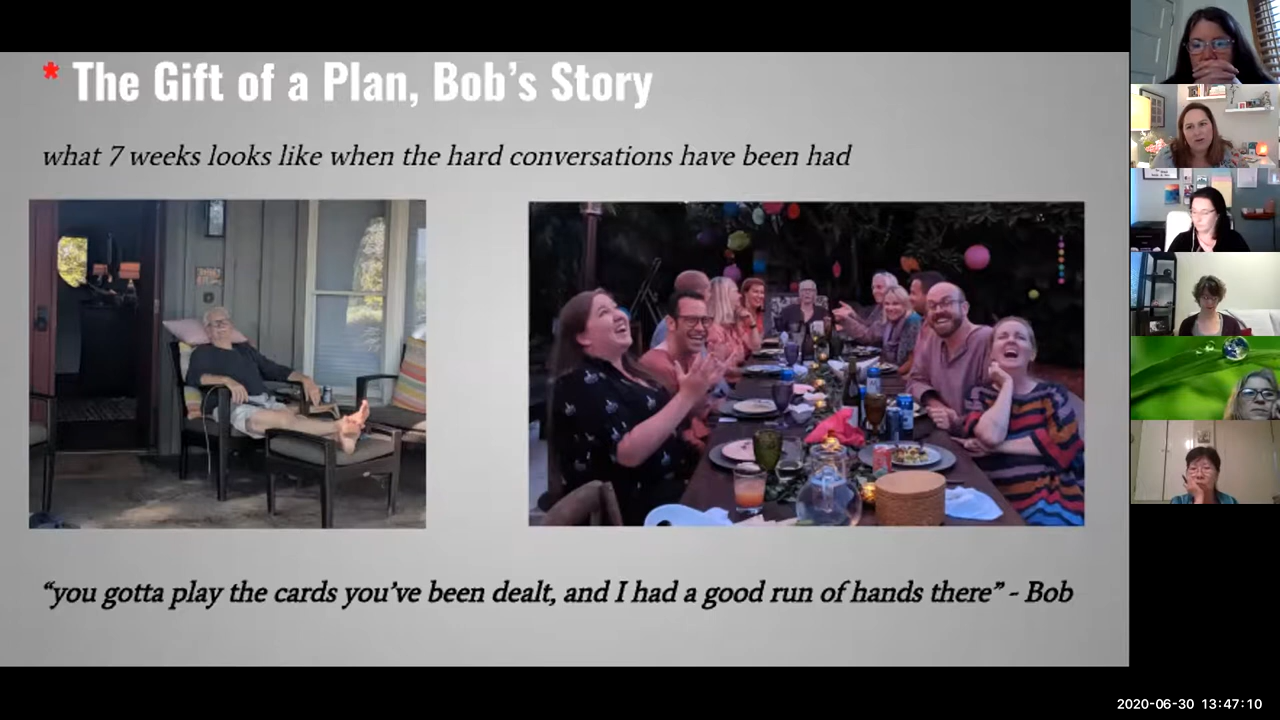 * The Gift of a Plan, Bob’s Story
what 7 weeks looks like when the hard conversations have been had
“you gotta play the cards you’ve been dealt, and I had a good run of hands there” - Bob
2020-06-30 13:47:10